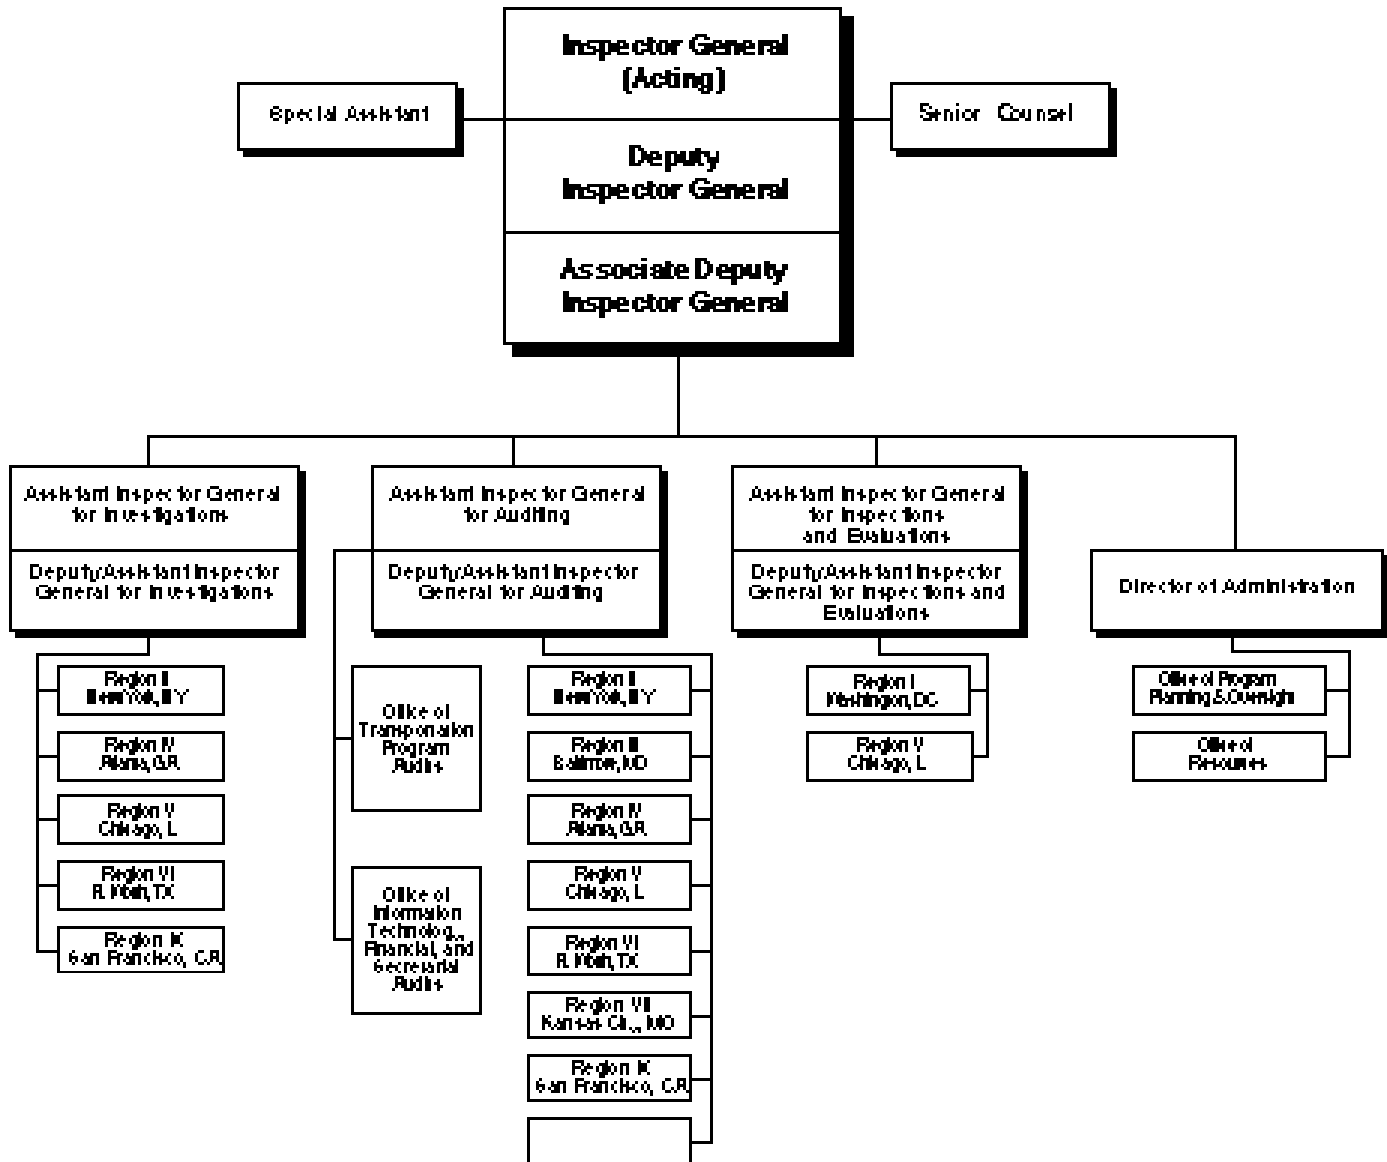 Inspector General
(Acting)
Special Assistant
Senior Counsel
Deputy
Inspector General
Associate Deputy
Inspector General
Assistant Inspector General
for Investigations
Deputy Assistant Inspector
General for Investigations
Region II
New York, NY
Region IV
Atlanta, GA
Region V
Chicago, IL
Region VI
Ft. Worth, TX
Region IX
San Francisco, CA
Assistant Inspector General
for Auditing
Deputy Assistant Inspector
General for Auditing
Office of
Transportation
Program
Audits
Office of
Information
Technology,
Financial, and
Secretarial
Audits
Region II
New York, NY
Region III
Baltimore, MD
Region IV
Atlanta, GA
Region V
Chicago, IL
Region VI
Ft. Worth, TX
Region VII
Kansas City, MO
Region IX
San Francisco, CA
Assistant Inspector General
for Inspections
and Evaluations
Deputy Assistant Inspector
General for Inspections and
Evaluations
Region I
Washington, DC
Region V
Chicago, IL
Director of Administration
Office of Program
Planning & Oversight
Office of
Resources